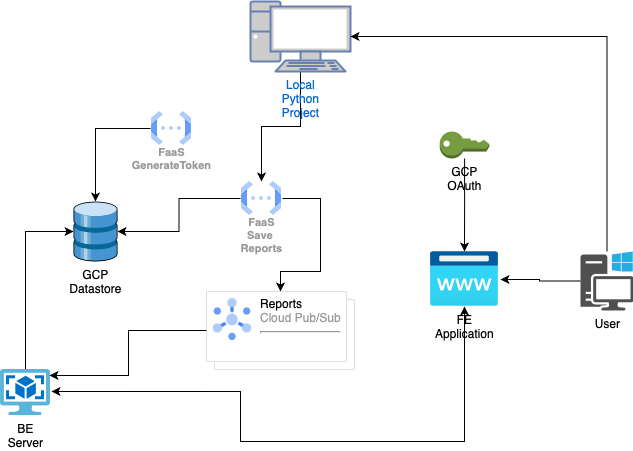 Local
Python
Project
FaaS
GenerateToken
GCP
OAuth
FaaS
Save
Reports
GCP
Datastore
WWW
Reports
Cloud Pub/Sub
FE
Application
User
BE
Server